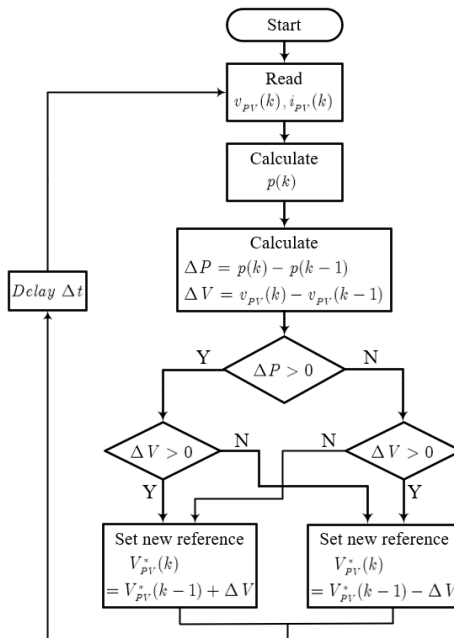 Start
Read
v_PV(k), i_PV(k)
Calculate
p(k)
Calculate
ΔP = p(k) − p(k−1)
ΔV = v_PV(k) − v_PV(k−1)
Delay Δt
Y
ΔP > 0
N
ΔV > 0
N
N
ΔV > 0
Y
Y
Set new reference
V*_PV(k)
= V*_PV(k−1) + ΔV
Set new reference
V*_PV(k)
= V*_PV(k−1) − ΔV